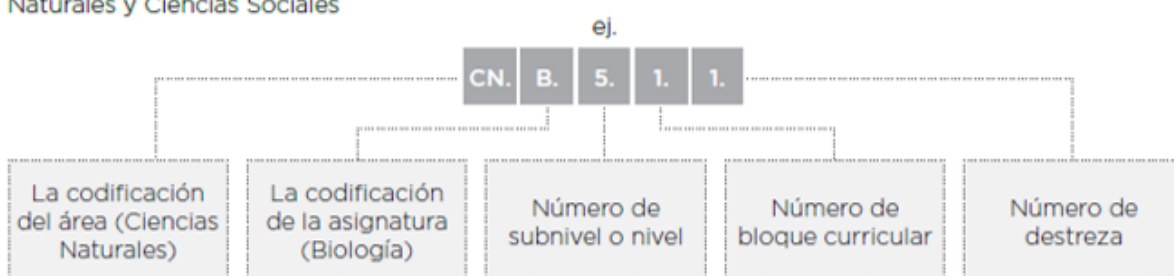 Naturales y Ciencias Sociales
ej.
CN. B. 5. 1. 1.
La codificación
del área (Ciencias
Naturales)
La codificación
de la asignatura
(Biología)
Número de
subnivel o nivel
Número de
bloque curricular
Número de
destreza